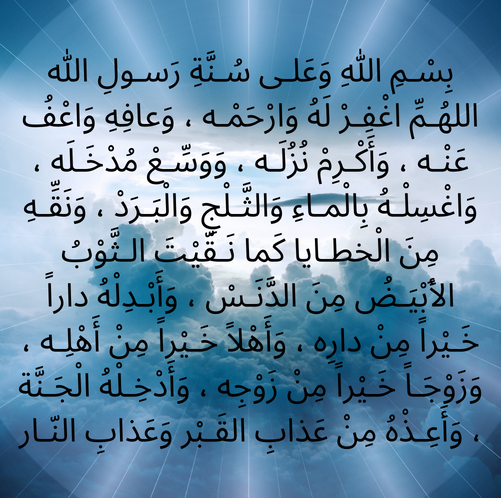 بِسْـمِ اللهِ وَعَلـى سُـنَّةِ رَسـولِ الله
اللهُـمِّ اغْفِـرْ لَهُ وَارْحَمْـه ، وَعافِهِ وَاعْفُ
عَنْـه ، وَأَكْـرِمْ نُزُلَـه ، وَوَسِّـعْ مُدْخَـلَه ،
وَاغْسِلْـهُ بِالْمـاءِ وَالثَّـلْجِ وَالْبَـرَدْ ، وَنَقِّـهِ
مِنَ الْخطـايا كَما نَـقَّيْتَ الـثَّوْبُ
الأَبْيَـضُ مِنَ الدَّنَـسْ ، وَأَبْـدِلْهُ داراً
خَـيْراً مِنْ دارِه ، وَأَهْلاً خَـيْراً مِنْ أَهْلِـه ،
وَزَوْجَـاً خَـيْراً مِنْ زَوْجِه ، وَأَدْخِـلْهُ الْجَـنَّة
، وَأَعِـذْهُ مِنْ عَذابِ القَـبْر وَعَذابِ النّـار